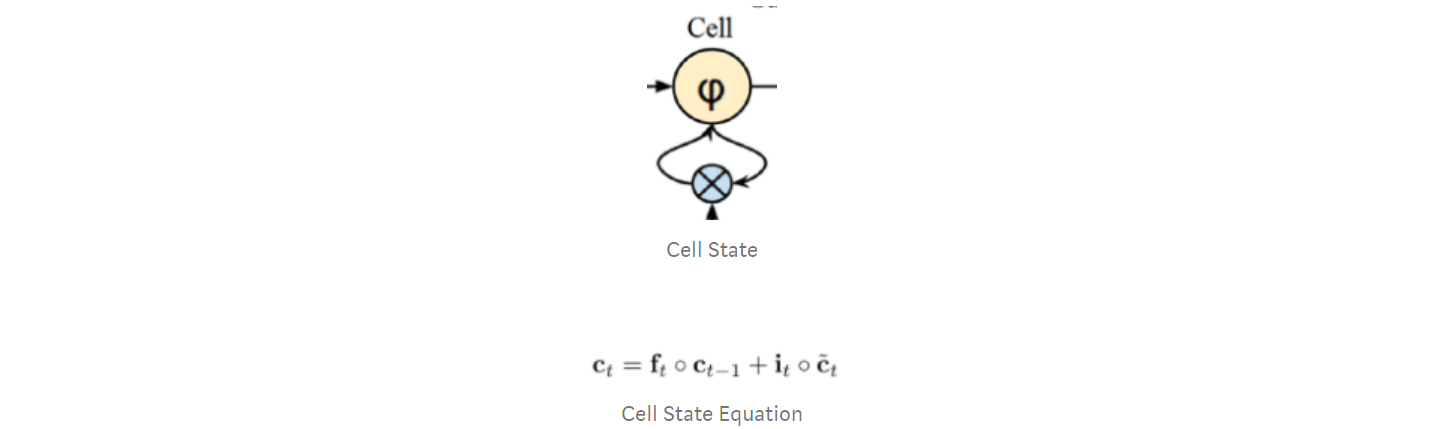 Cell
φ
Cell State
c_t = f_t ∘ c_{t−1} + i_t ∘ c̃_t
Cell State Equation